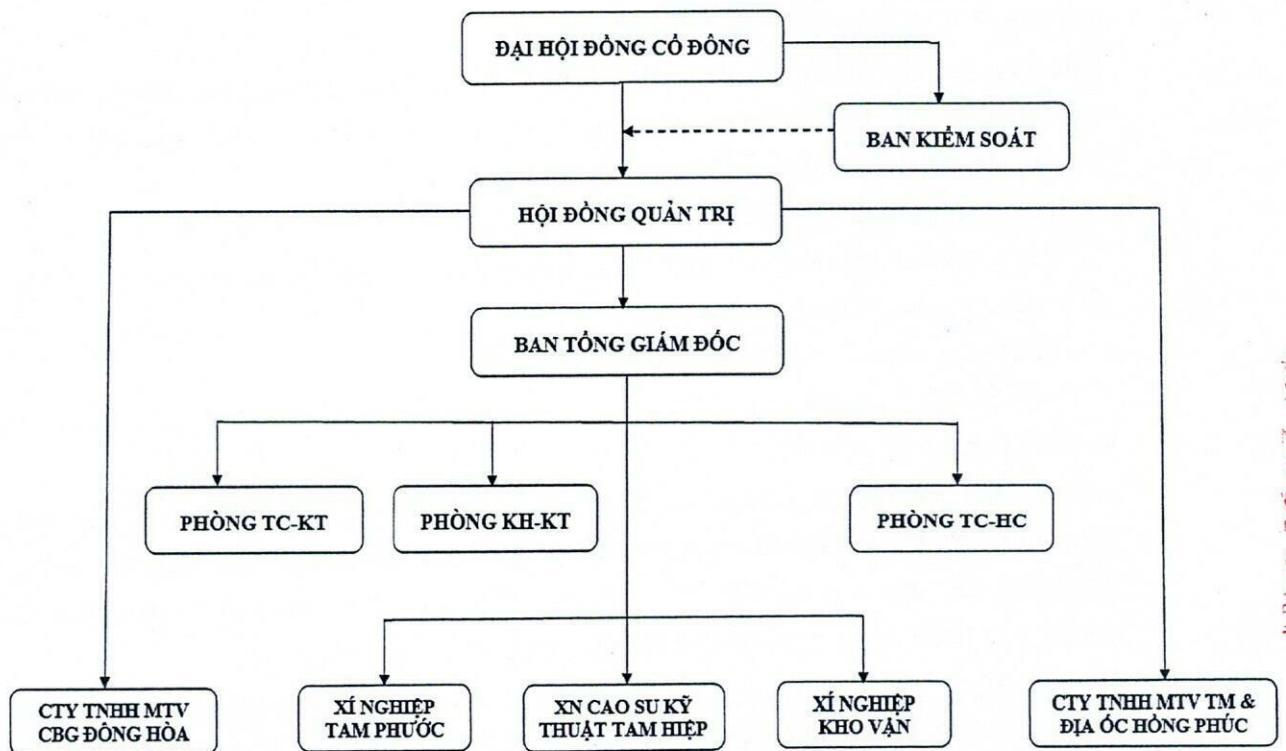 ĐẠI HỘI ĐỒNG CỔ ĐÔNG
BAN KIỂM SOÁT
HỘI ĐỒNG QUẢN TRỊ
BAN TỔNG GIÁM ĐỐC
PHÒNG TC-KT
PHÒNG KH-KT
PHÒNG TC-HC
CTY TNHH MTV
CBG ĐÔNG HÒA
XÍ NGHIỆP
TAM PHƯỚC
XN CAO SU KỸ
THUẬT TAM HIỆP
XÍ NGHIỆP
KHO VẬN
CTY TNHH MTV TM &
ĐỊA ỐC HỒNG PHÚC